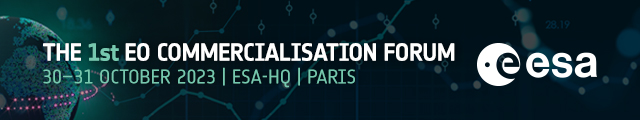 THE 1st EO COMMERCIALISATION FORUM
30–31 OCTOBER 2023 | ESA-HQ | PARIS
esa